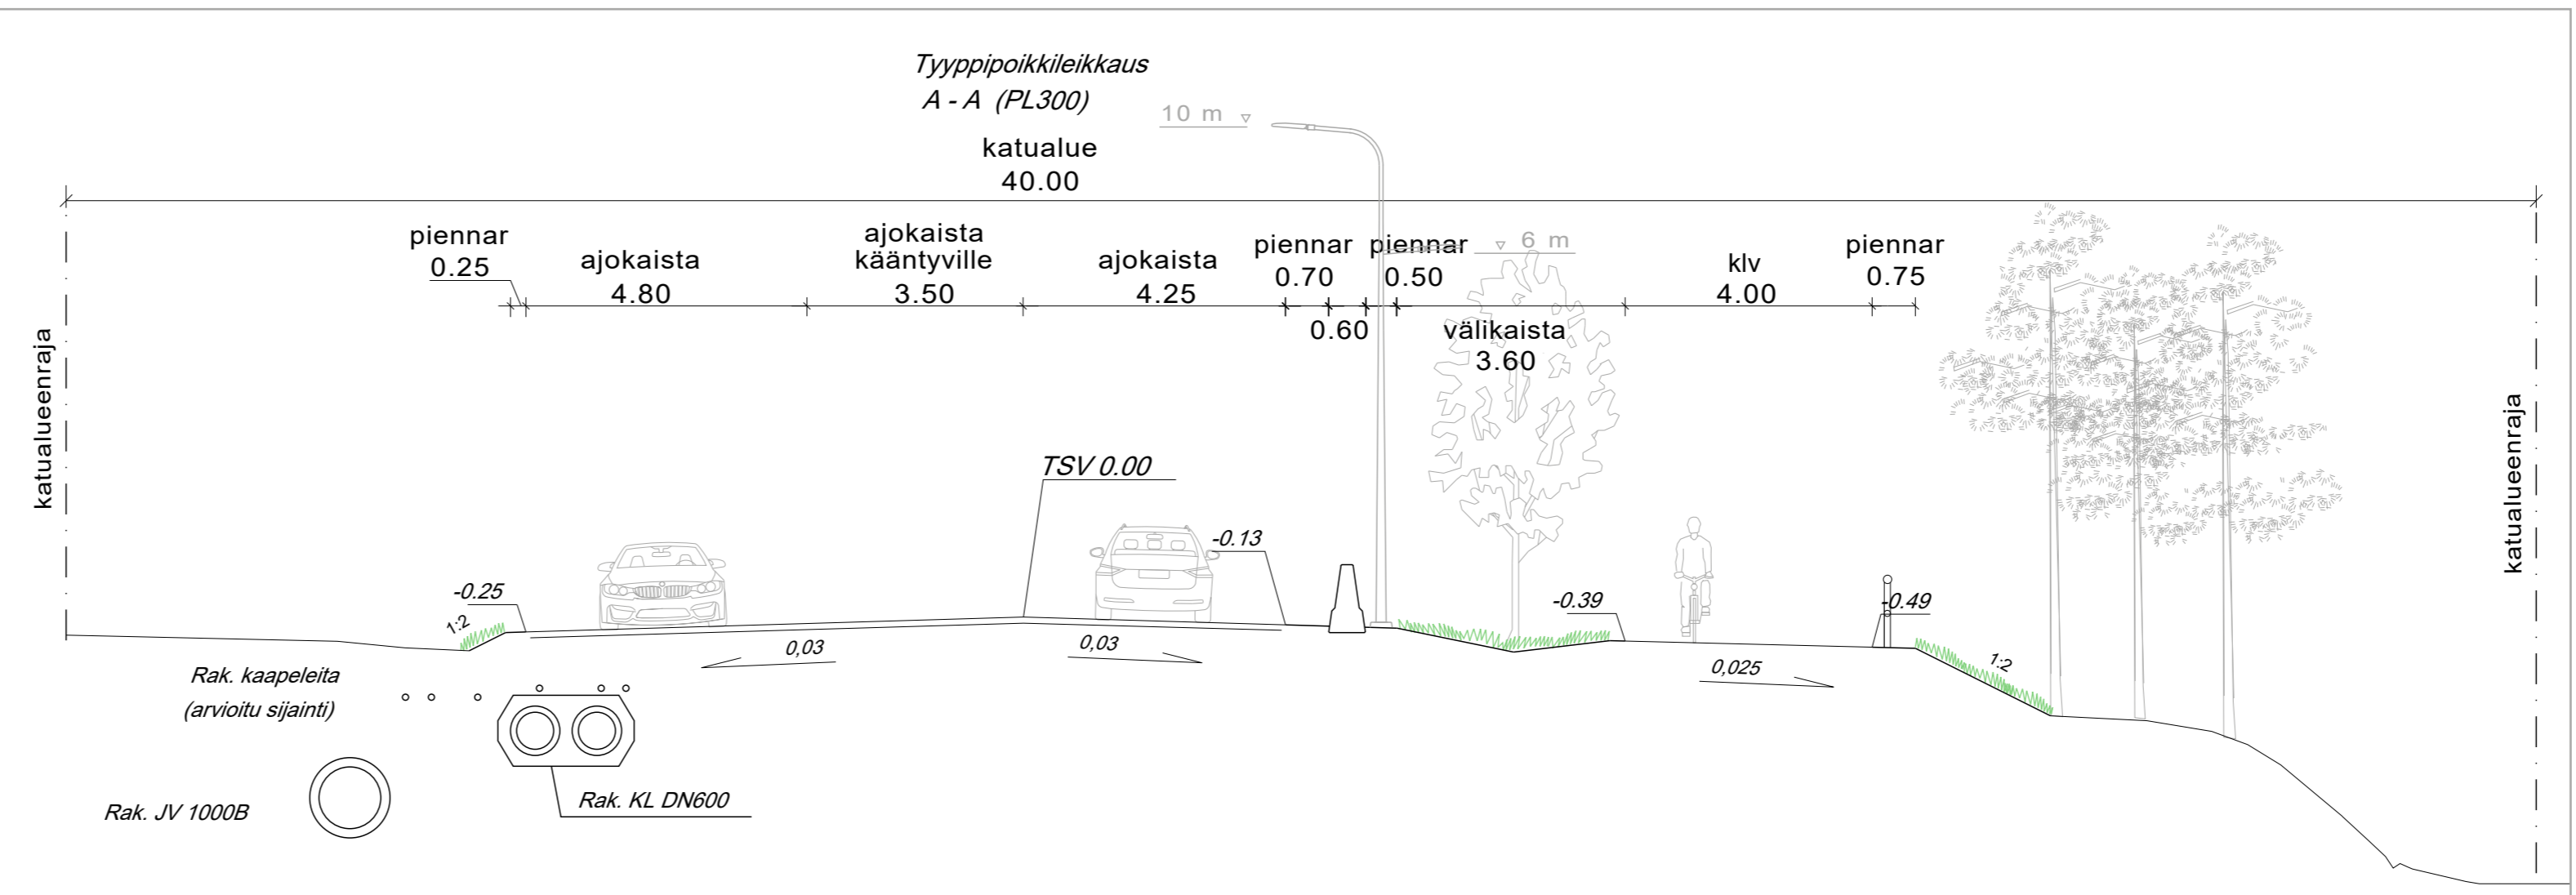 Tyyppipoikkileikkaus
A - A (PL300)
10 m
katualue
40.00
piennar
0.25
ajokaista
4.80
ajokaista
kääntyville
3.50
ajokaista
4.25
piennar
0.70
0.60
piennar
0.50
6 m
välikaista
3.60
klv
4.00
piennar
0.75
katualueenraja
katualueenraja
TSV 0.00
-0.25
1:2
-0.13
-0.39
-0.49
1:2
0,03
0,03
0,025
Rak. kaapeleita
(arvioitu sijainti)
Rak. JV 1000B
Rak. KL DN600